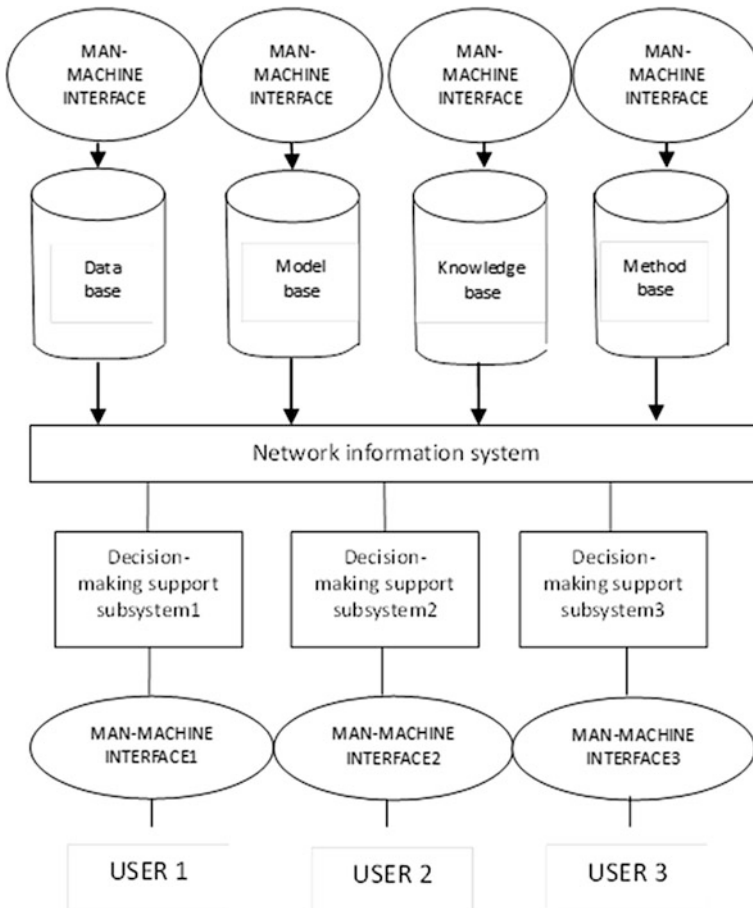 MAN-
MACHINE
INTERFACE
MAN-
MACHINE
INTERFACE
MAN-
MACHINE
INTERFACE
MAN-
MACHINE
INTERFACE
Data
base
Model
base
Knowledge
base
Method
base
Network information system
Decision-
making support
subsystem1
Decision-
making support
subsystem2
Decision-
making support
subsystem3
MAN-MACHINE
INTERFACE1
MAN-MACHINE
INTERFACE2
MAN-MACHINE
INTERFACE3
USER 1
USER 2
USER 3